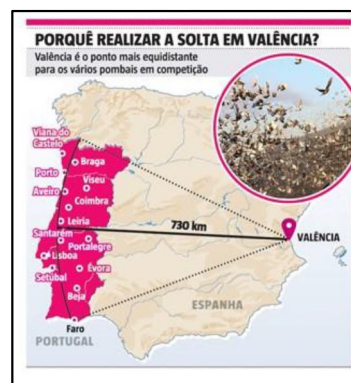 PORQUÊ REALIZAR A SOLTA EM VALÊNCIA?
Valência é o ponto mais equidistante
para os vários pombais em competição
Viana do
Castelo
Braga
Porto
Viseu
Aveiro
Coimbra
Leiria
730 km
VALÊNCIA
Santarém
Portalegre
Lisboa
Évora
Setúbal
Beja
ESPANHA
Faro
PORTUGAL